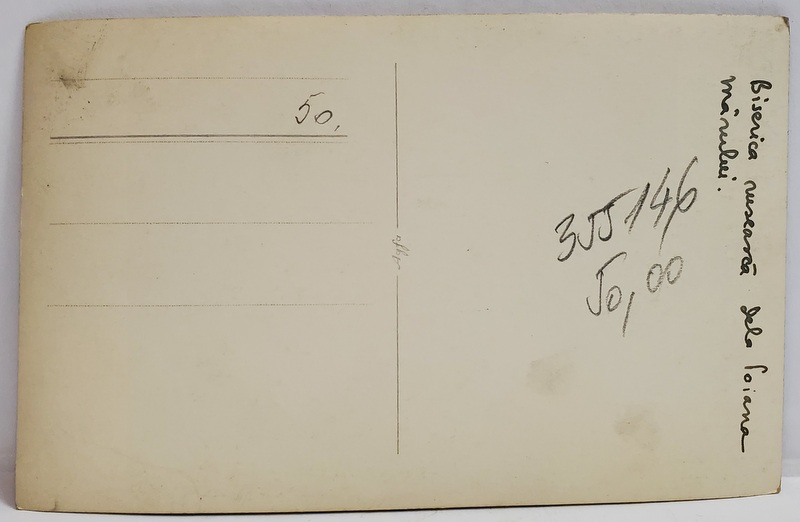 50,
355146
50,00
Biserica rusească dela Poiana
mărului.